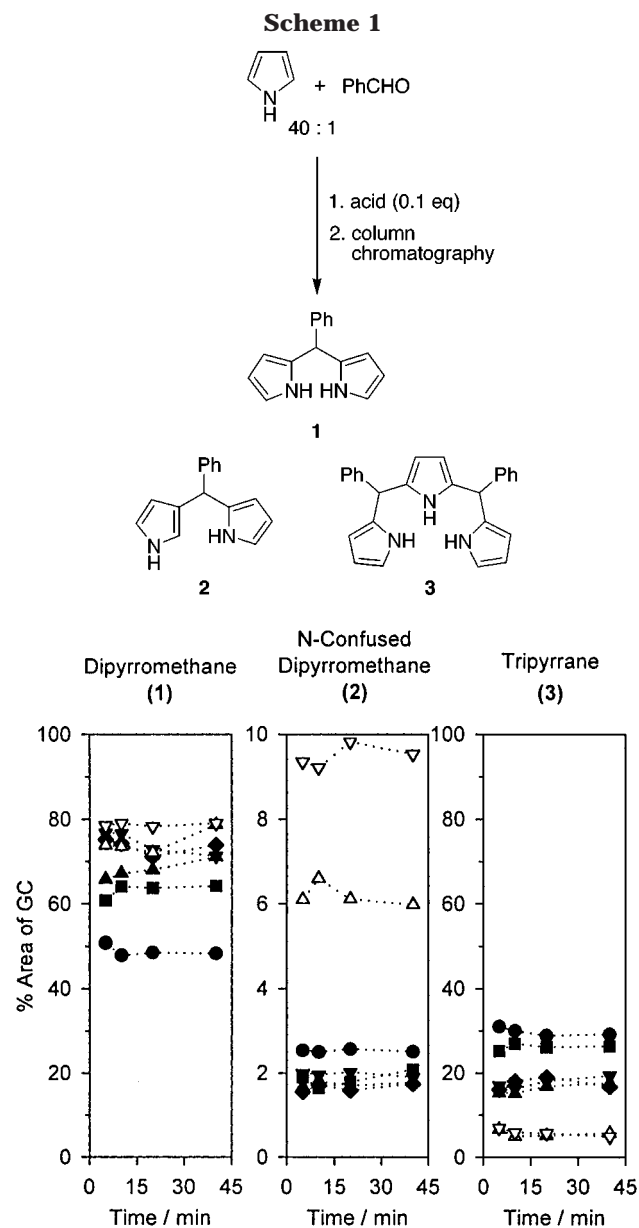 Scheme 1
N
H
+ PhCHO
40 : 1
1. acid (0.1 eq)
2. column
chromatography
Ph
NH HN
1
Ph
N
H
HN
2
Ph
Ph
N
H
NH
HN
3
Dipyrromethane
(1)
N-Confused
Dipyrromethane
(2)
Tripyrrane
(3)
% Area of GC
100
80
60
40
20
0
10
8
6
4
2
0
100
80
60
40
20
0
0 15 30 45
0 15 30 45
0 15 30 45
Time / min
Time / min
Time / min